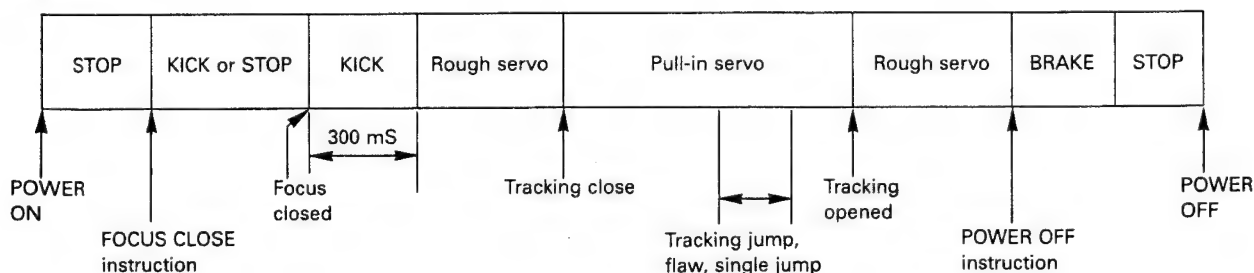 STOP
KICK or STOP
KICK
Rough servo
Pull-in servo
Rough servo
BRAKE
STOP
300 mS
POWER
ON
FOCUS CLOSE
instruction
Focus
closed
Tracking close
Tracking jump,
flaw, single jump
Tracking
opened
POWER OFF
instruction
POWER
OFF